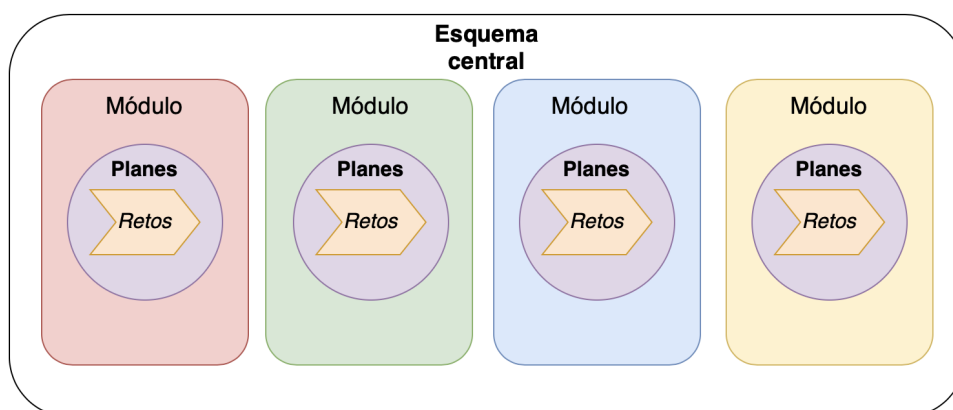 Esquema
central
Módulo
Módulo
Módulo
Módulo
Planes
Planes
Planes
Planes
Retos
Retos
Retos
Retos